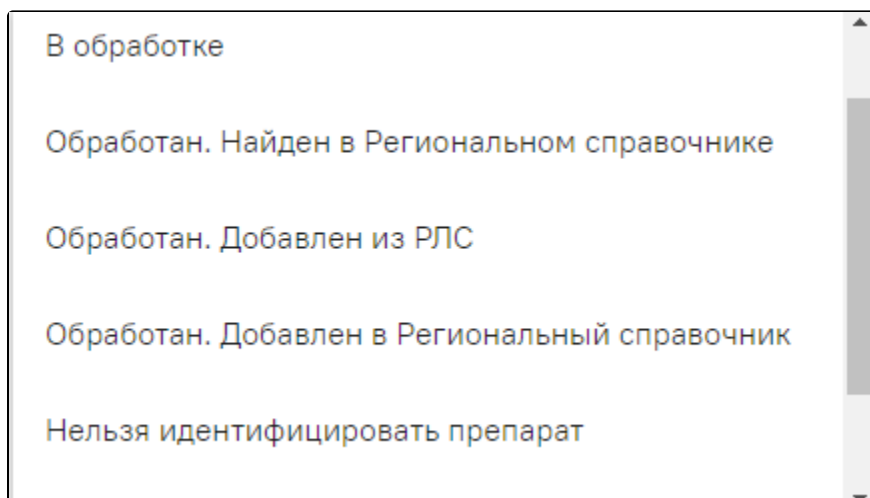 В обработке
Обработан. Найден в Региональном справочнике
Обработан. Добавлен из РЛС
Обработан. Добавлен в Региональный справочник
Нельзя идентифицировать препарат